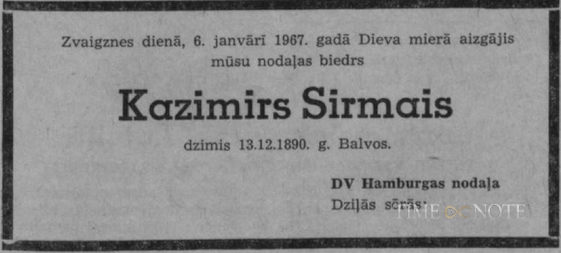 Zvaigznes dienā, 6. janvārī 1967. gadā Dieva mierā aizgājis
mūsu nodaļas biedrs
Kazimirs Sirmais
dzimis 13.12.1890. g. Balvos.
DV Hamburgas nodaļa
Dziļās sērās:
TIME NOTE